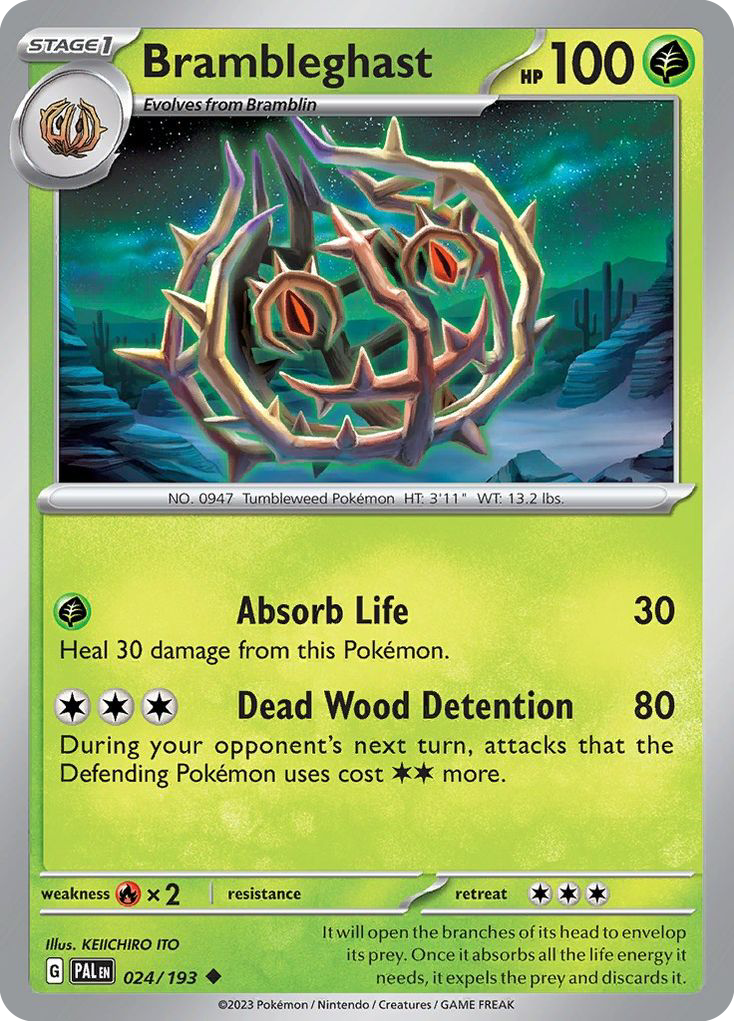 STAGE1
Brambleghast
HP 100
Evolves from Bramblin
NO. 0947 Tumbleweed Pokémon HT: 3'11" WT: 13.2 lbs.
Absorb Life 30
Heal 30 damage from this Pokémon.
Dead Wood Detention 80
During your opponent's next turn, attacks that the
Defending Pokémon uses cost ✶✶ more.
weakness ×2 resistance retreat
Illus. KEIICHIRO ITO
It will open the branches of its head to envelop
its prey. Once it absorbs all the life energy it
needs, it expels the prey and discards it.
G PAL EN 024/193 ◆
©2023 Pokémon / Nintendo / Creatures / GAME FREAK